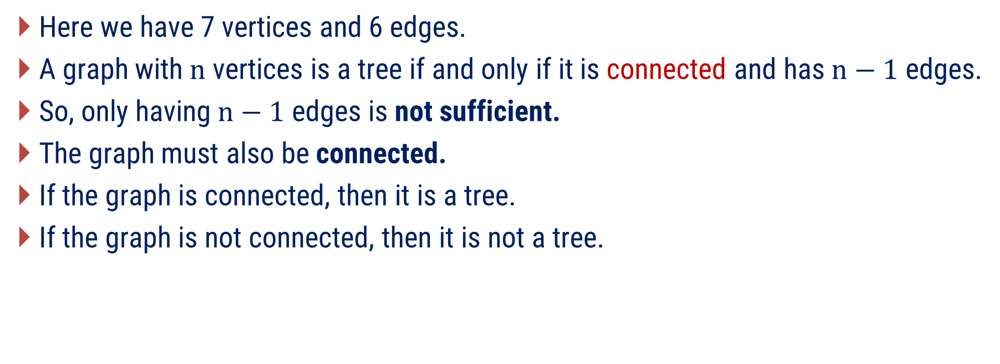 Here we have 7 vertices and 6 edges.
A graph with n vertices is a tree if and only if it is connected and has n − 1 edges.
So, only having n − 1 edges is not sufficient.
The graph must also be connected.
If the graph is connected, then it is a tree.
If the graph is not connected, then it is not a tree.